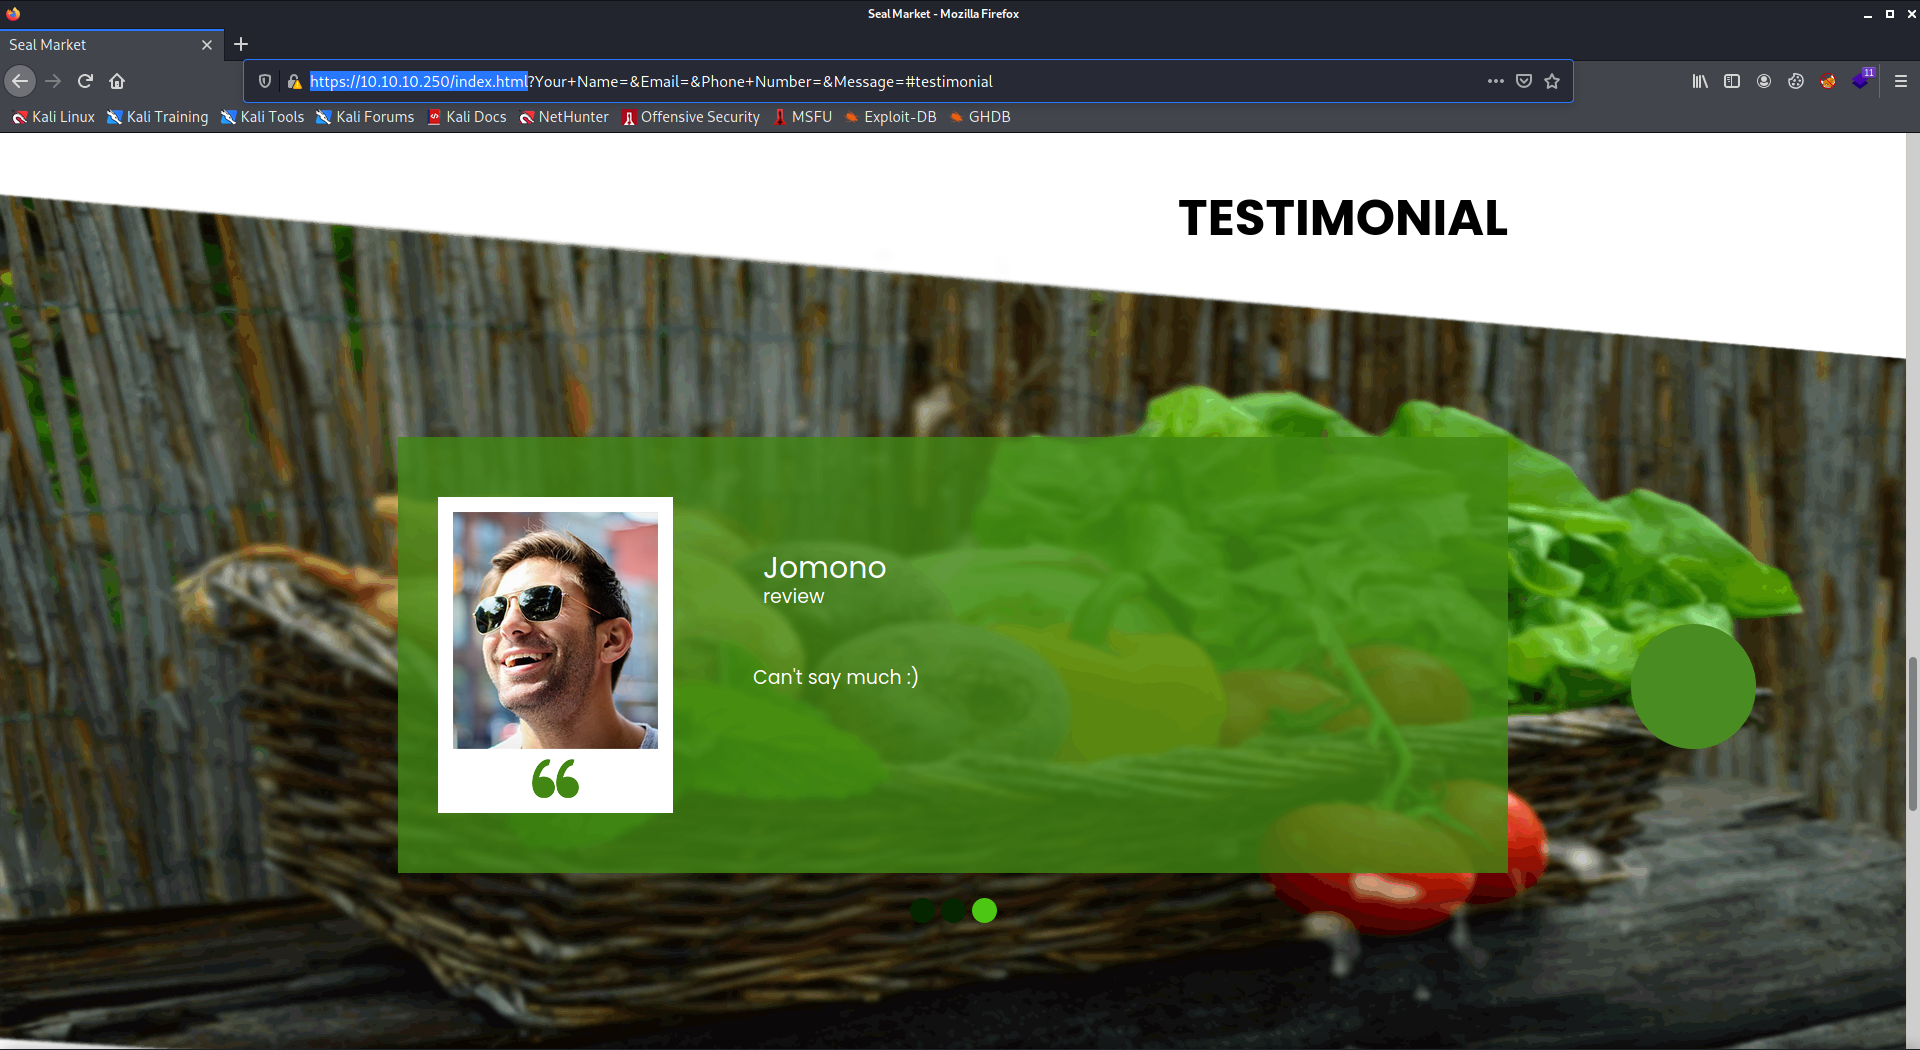 Seal Market - Mozilla Firefox
Seal Market
https://10.10.10.250/index.html?Your+Name=&Email=&Phone+Number=&Message=#testimonial
11
Kali Linux Kali Training Kali Tools Kali Forums Kali Docs NetHunter Offensive Security MSFU Exploit-DB GHDB
TESTIMONIAL
Jomono
review
Can't say much :)